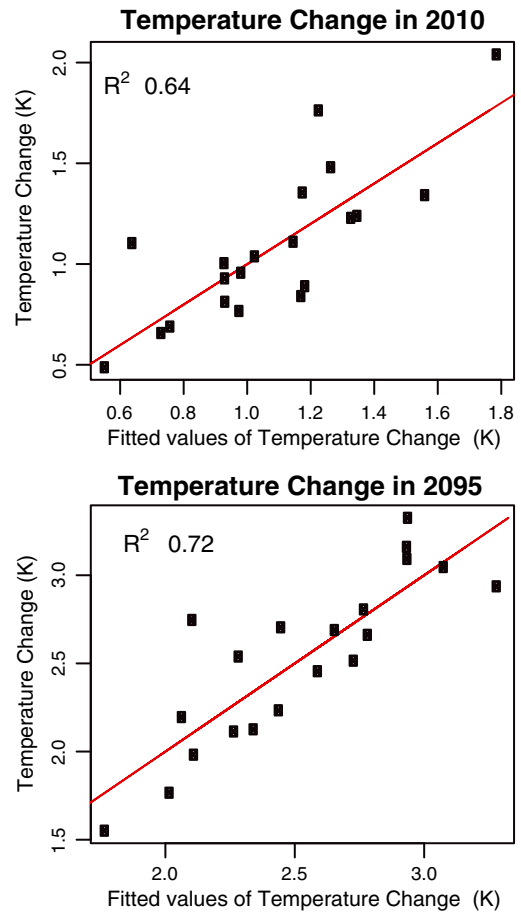 Temperature Change in 2010
R2 0.64
Temperature Change (K)
2.0
1.5
1.0
0.5
0.6 0.8 1.0 1.2 1.4 1.6 1.8
Fitted values of Temperature Change (K)
Temperature Change in 2095
R2 0.72
Temperature Change (K)
3.0
2.5
2.0
1.5
2.0 2.5 3.0
Fitted values of Temperature Change (K)